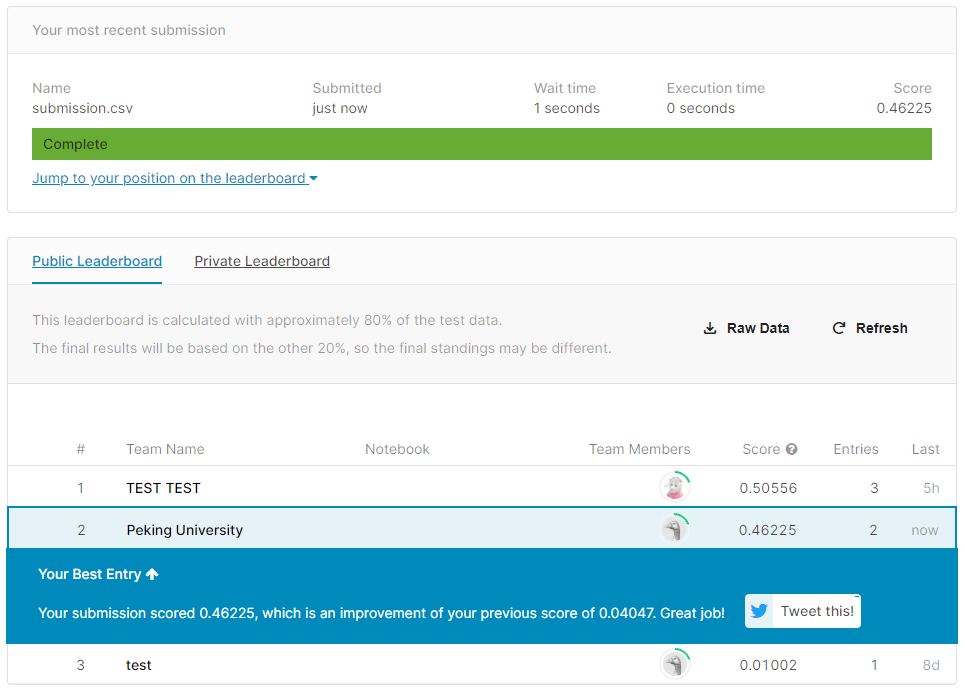 Your most recent submission
Name Submitted Wait time Execution time Score
submission.csv just now 1 seconds 0 seconds 0.46225
Complete
Jump to your position on the leaderboard
Public Leaderboard Private Leaderboard
This leaderboard is calculated with approximately 80% of the test data.
The final results will be based on the other 20%, so the final standings may be different.
Raw Data Refresh
# Team Name Notebook Team Members Score ? Entries Last
1 TEST TEST 0.50556 3 5h
2 Peking University 0.46225 2 now
Your Best Entry
Your submission scored 0.46225, which is an improvement of your previous score of 0.04047. Great job!
Tweet this!
3 test 0.01002 1 8d